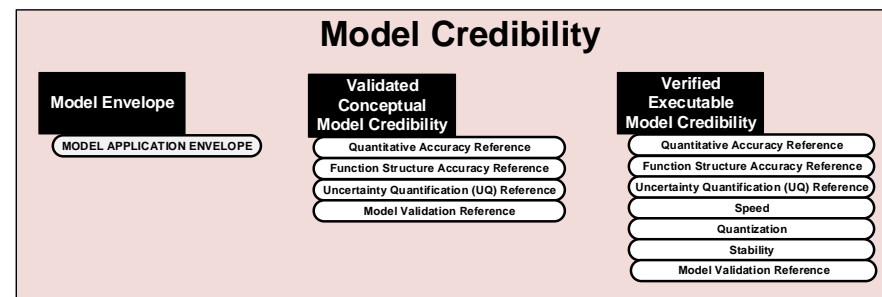 Model Credibility
Model Envelope
MODEL APPLICATION ENVELOPE
Validated
Conceptual
Model Credibility
Quantitative Accuracy Reference
Function Structure Accuracy Reference
Uncertainty Quantification (UQ) Reference
Model Validation Reference
Verified
Executable
Model Credibility
Quantitative Accuracy Reference
Function Structure Accuracy Reference
Uncertainty Quantification (UQ) Reference
Speed
Quantization
Stability
Model Validation Reference